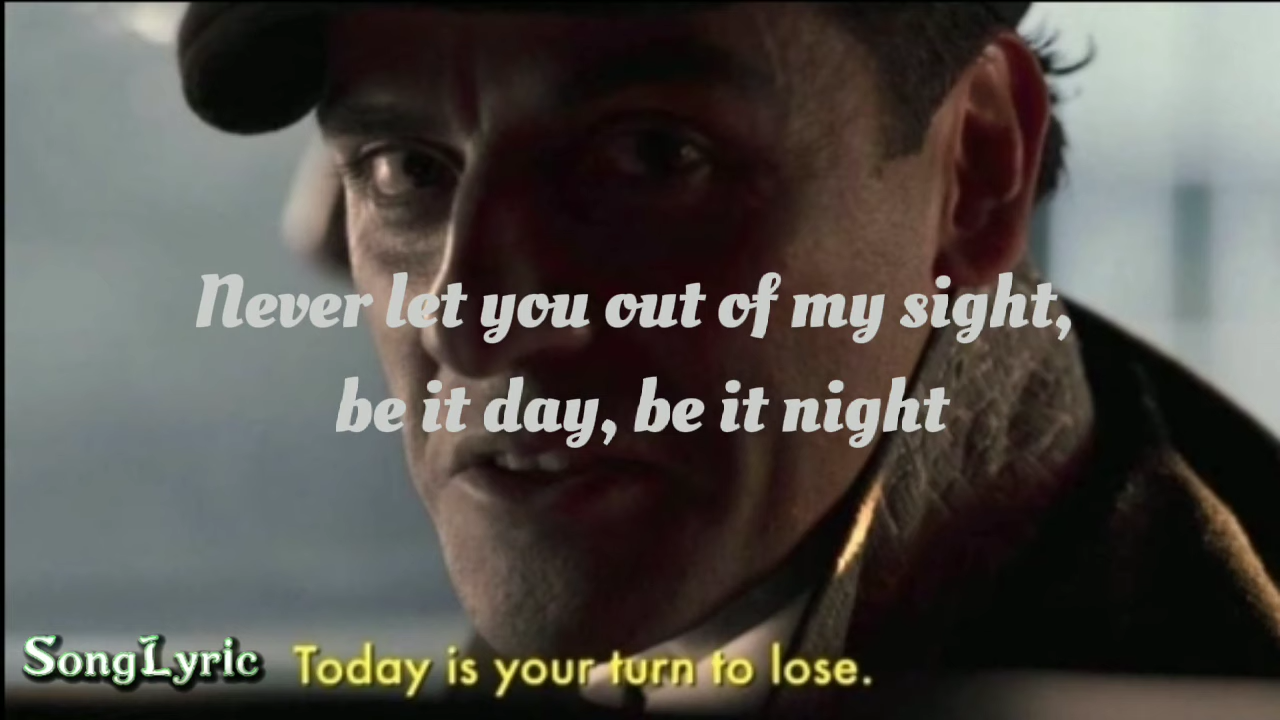 Never let you out of my sight,
be it day, be it night
SongLyric
Today is your turn to lose.